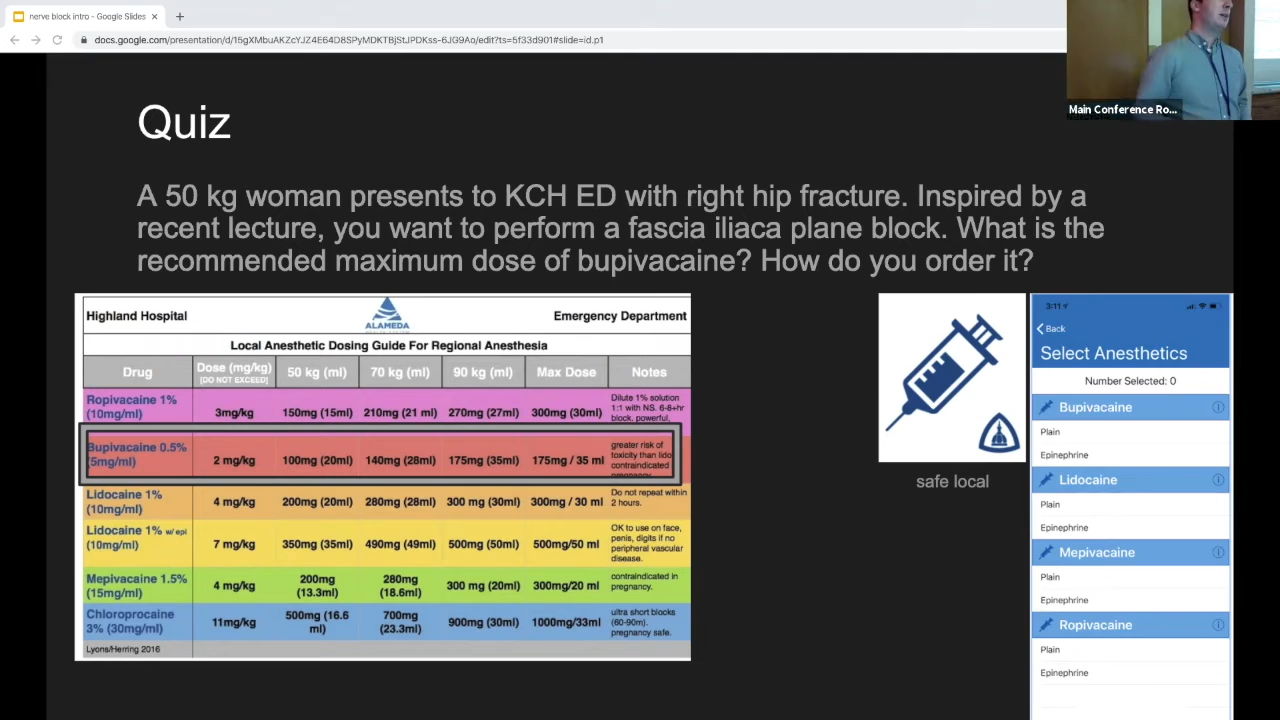 nerve block intro - Google Slides
docs.google.com/presentation/d/15gXMbuAKZcYJZ4E64D8SPyMDKTBjStJPDKss-6JG9Ao/edit?ts=5f33d901#slide=id.p1
Main Conference Ro...
Quiz
A 50 kg woman presents to KCH ED with right hip fracture. Inspired by a
recent lecture, you want to perform a fascia iliaca plane block. What is the
recommended maximum dose of bupivacaine? How do you order it?
Highland Hospital
ALAMEDA
Emergency Department
Local Anesthetic Dosing Guide For Regional Anesthesia
Drug
Dose (mg/kg)
[DO NOT EXCEED]
50 kg (ml)
70 kg (ml)
90 kg (ml)
Max Dose
Notes
Ropivacaine 1%
(10mg/ml)
3mg/kg
150mg (15ml)
210mg (21 ml)
270mg (27ml)
300mg (30ml)
Dilute 1% solution
1:1 with NS. 6-8+hr
block. powerful,
Bupivacaine 0.5%
(5mg/ml)
2 mg/kg
100mg (20ml)
140mg (28ml)
175mg (35ml)
175mg / 35 ml
greater risk of
toxicity than lido
contraindicated
Lidocaine 1%
(10mg/ml)
4 mg/kg
200mg (20ml)
280mg (28ml)
300 mg (30ml)
300mg / 30 ml
Do not repeat within
2 hours.
Lidocaine 1% w/ epi
(10mg/ml)
7 mg/kg
350mg (35ml)
490mg (49ml)
500mg (50ml)
500mg/50 ml
OK to use on face,
penis, digits if no
peripheral vascular
disease.
Mepivacaine 1.5%
(15mg/ml)
4 mg/kg
200mg
(13.3ml)
280mg
(18.6ml)
300 mg (20ml)
300mg/20 ml
contraindicated in
pregnancy.
Chloroprocaine
3% (30mg/ml)
11mg/kg
500mg (16.6
ml)
700mg
(23.3ml)
900mg (30ml)
1000mg/33ml
ultra short blocks
(60-90m).
pregnancy safe.
Lyons/Herring 2016
safe local
3:11
Back
Select Anesthetics
Number Selected: 0
Bupivacaine
Plain
Epinephrine
Lidocaine
Plain
Epinephrine
Mepivacaine
Plain
Epinephrine
Ropivacaine
Plain
Epinephrine